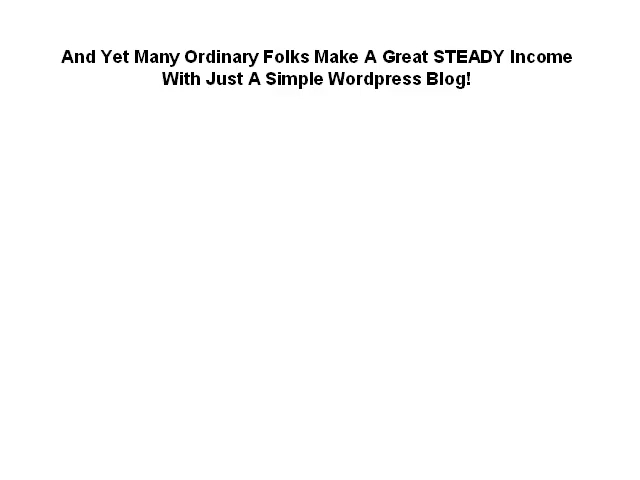 And Yet Many Ordinary Folks Make A Great STEADY Income
With Just A Simple Wordpress Blog!